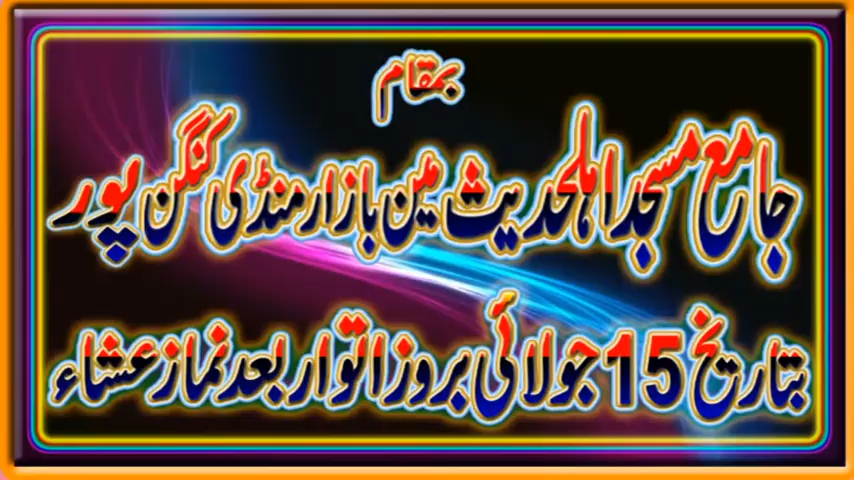 بمقام
جامع مسجد اہلحدیث مین بازار منڈی کنگن پور
بتاریخ 15 جولائی بروز اتوار بعد نماز عشاء